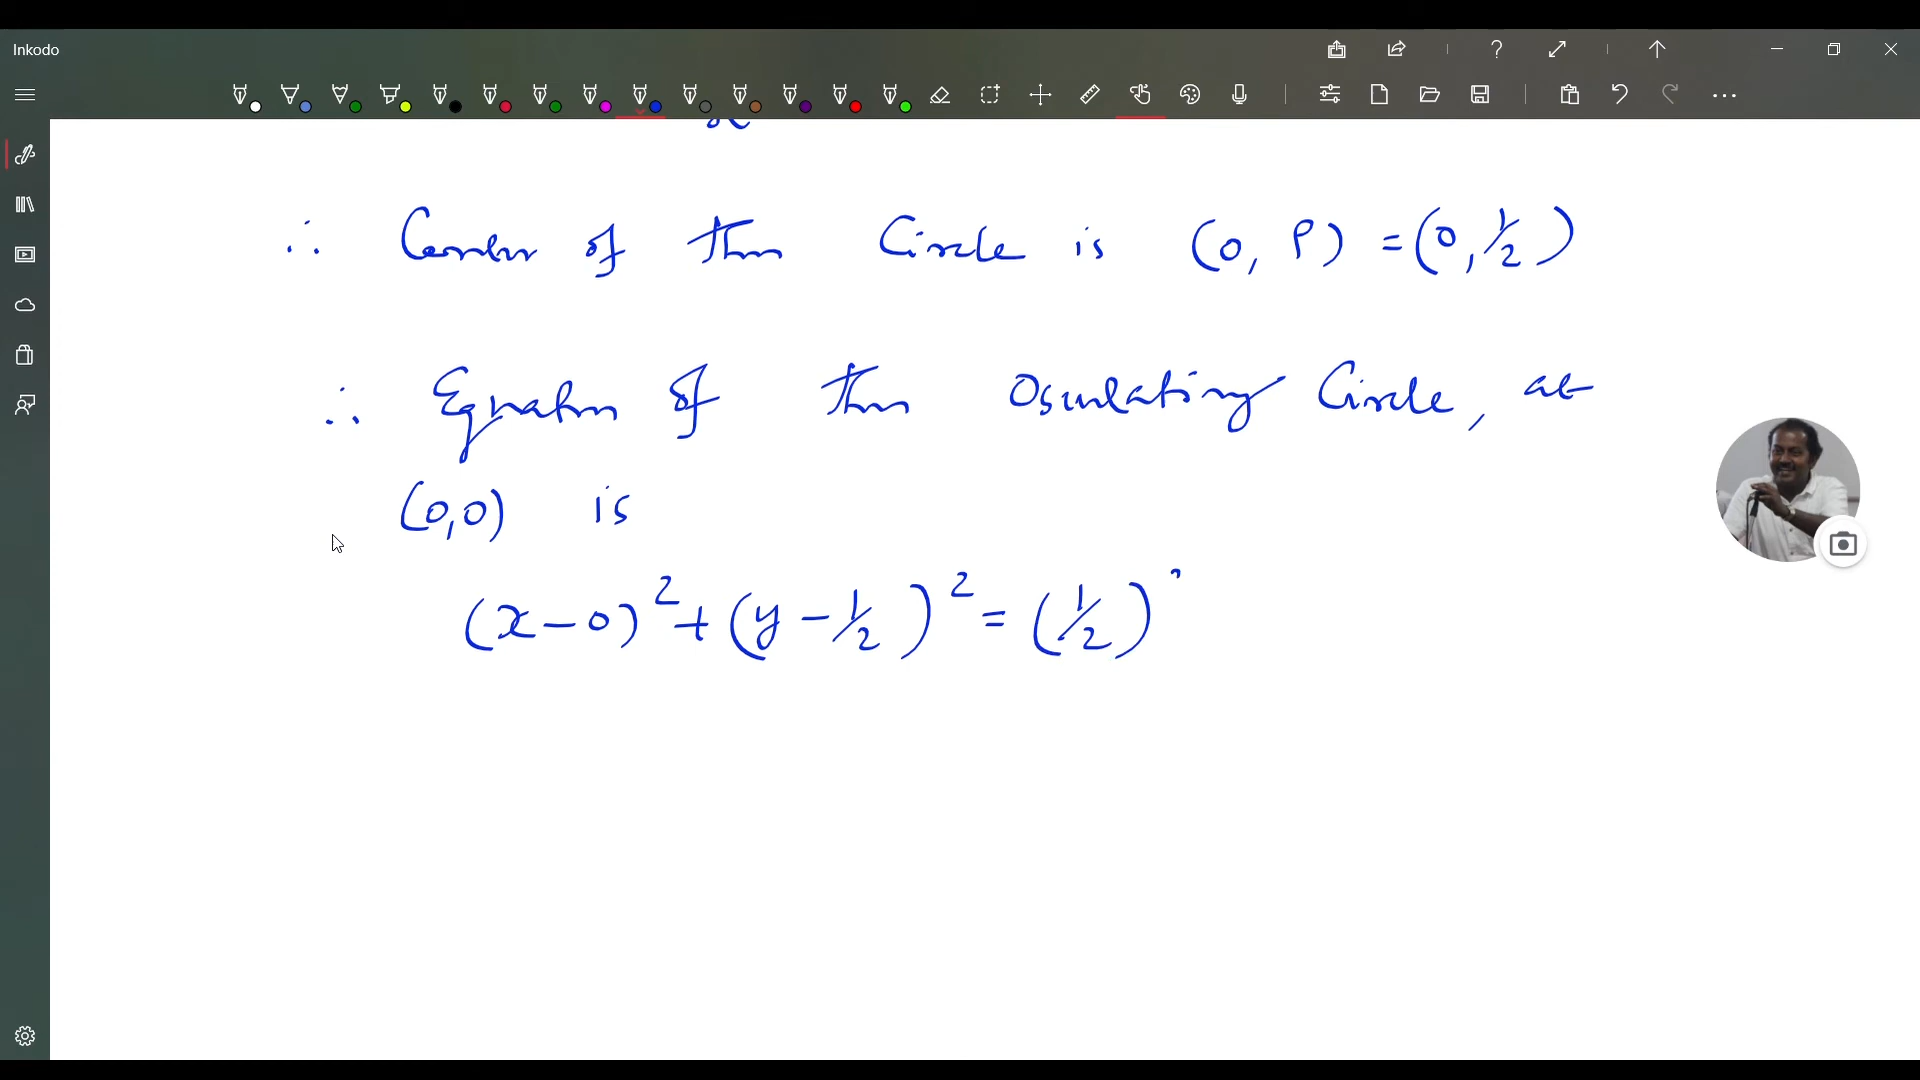 Inkodo
∴ Center of the Circle is (0, ρ) = (0, 1/2)
∴ Equation of the Osculating Circle, at
(0,0) is
(x-0)² + (y-1/2)² = (1/2)